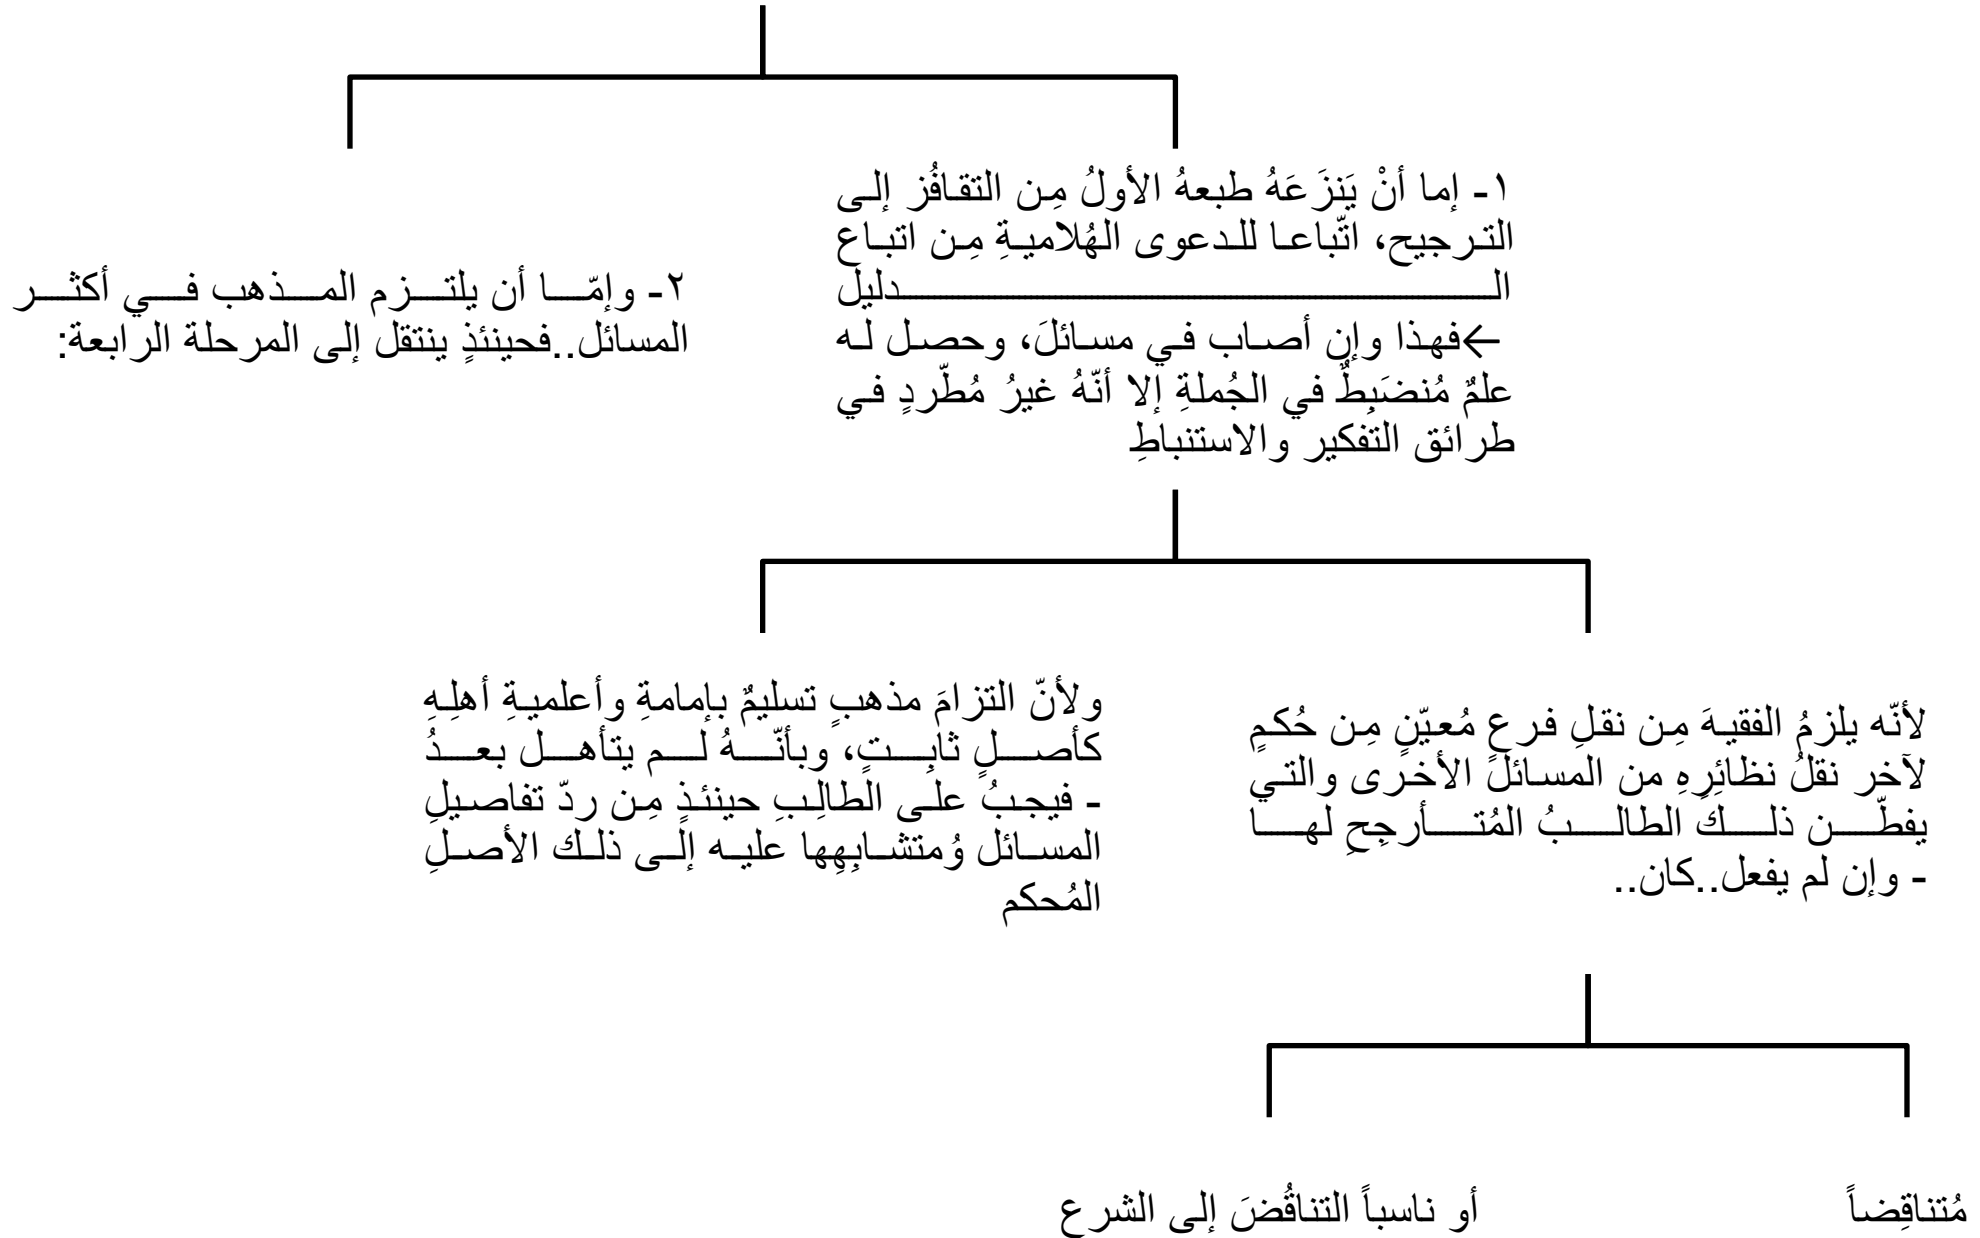 ١- إما أنْ يَنزَعَهُ طبعهُ الأولُ مِن التقافُز إلى
الترجيح، اتّباعا للدعوى الهُلاميةِ مِن اتباع
الدليل
←فهذا وإن أصاب في مسائلَ، وحصل له
علمٌ مُنضَبِطٌ في الجُملةِ إلا أنّهُ غيرُ مُطّردٍ في
طرائق التفكير والاستنباطِ
٢- وإمّا أن يلتزم المذهب في أكثر
المسائل..فحينئذٍ ينتقل إلى المرحلة الرابعة:
لأنّه يلزمُ الفقيهَ مِن نقلِ فرعٍ مُعيّنٍ مِن حُكمٍ
لآخر نقلُ نظائِرِهِ من المسائل الأخرى والتي
يفطّن ذلك الطالبُ المُتأرجِحِ لها
- وإن لم يفعل..كان..
ولأنّ التزامَ مذهبٍ تسليمٌ بإمامةِ وأعلميةِ أهلِهِ
كأصلٍ ثابِتٍ، وبأنّهُ لم يتأهل بعدُ
- فيجبُ على الطالِبِ حينئذٍ مِن ردّ تفاصيلِ
المسائل وُمتشابِهِها عليه إلى ذلك الأصلِ
المُحكم
مُتناقِضاً
أو ناسباً التناقُضَ إلى الشرع